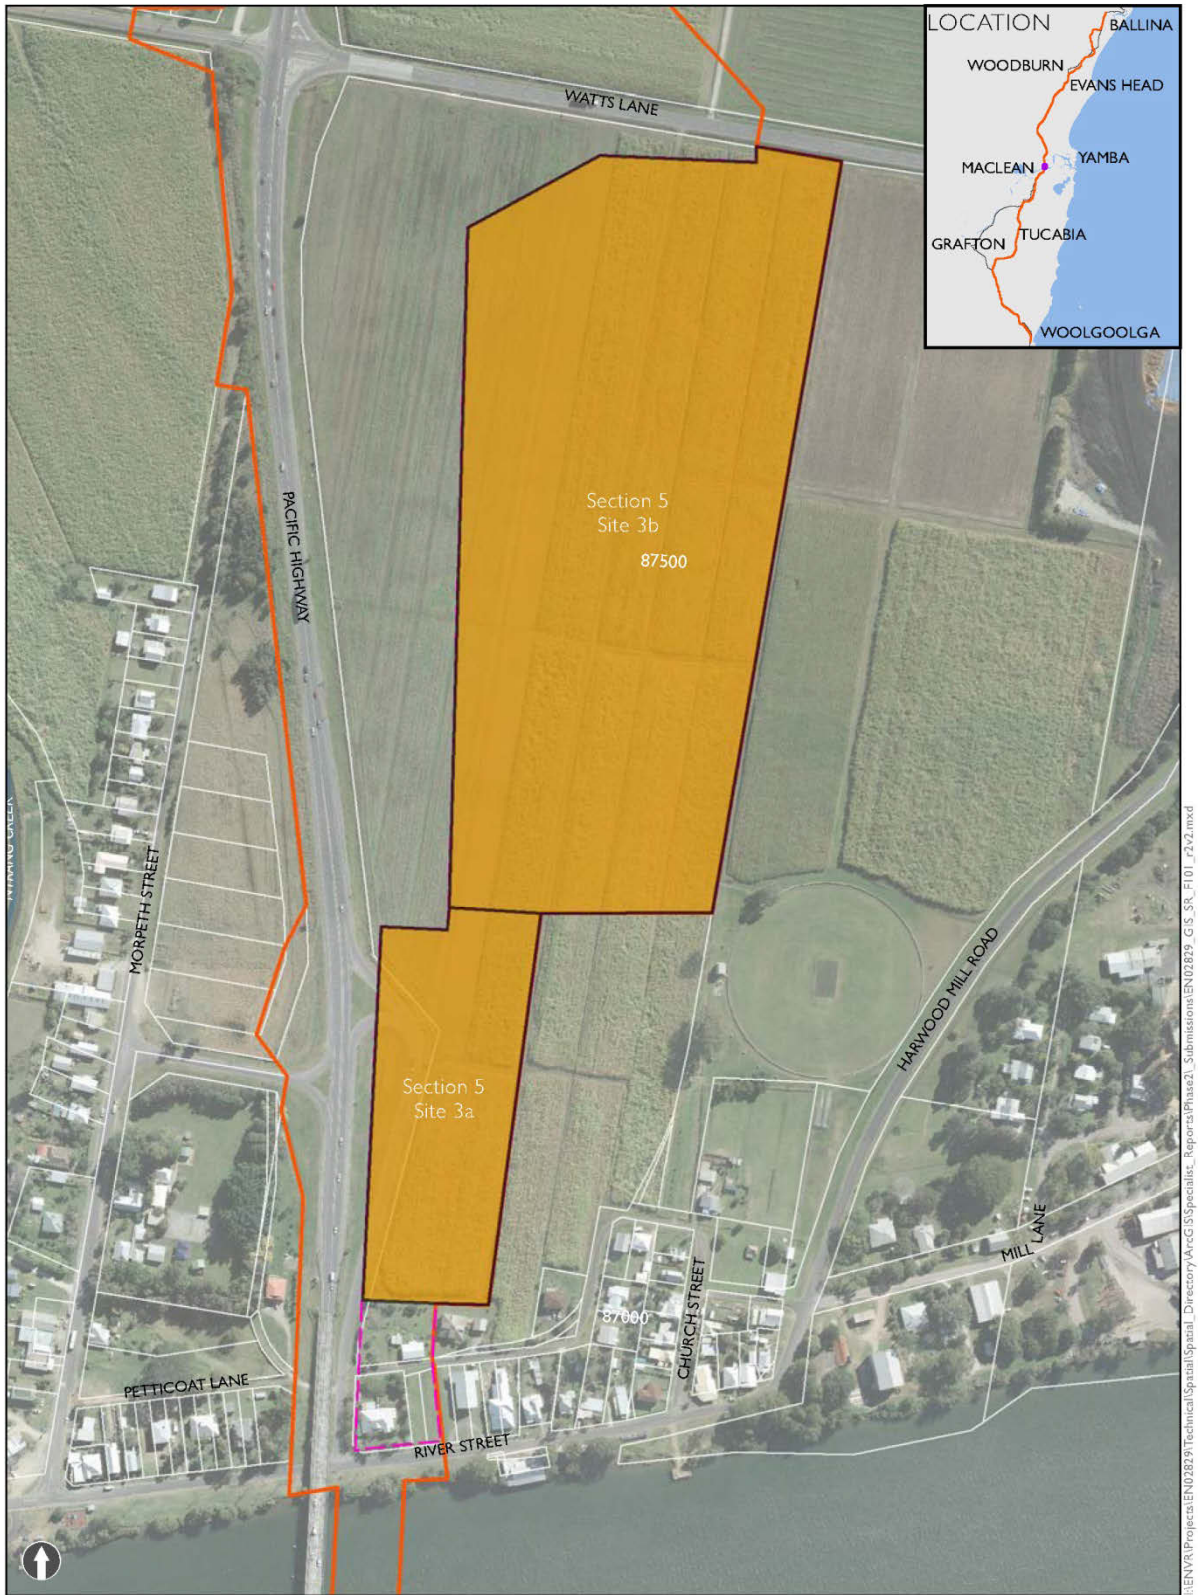 LOCATION
BALLINA
WOODBURN
EVANS HEAD
MACLEAN
YAMBA
GRAFTON
TUCABIA
WOOLGOOLGA
WATTS LANE
PACIFIC HIGHWAY
Section 5
Site 3b
87500
MORPETH STREET
HARWOOD MILL ROAD
Section 5
Site 3a
MILL LANE
87000
CHURCH STREET
PETTICOAT LANE
RIVER STREET